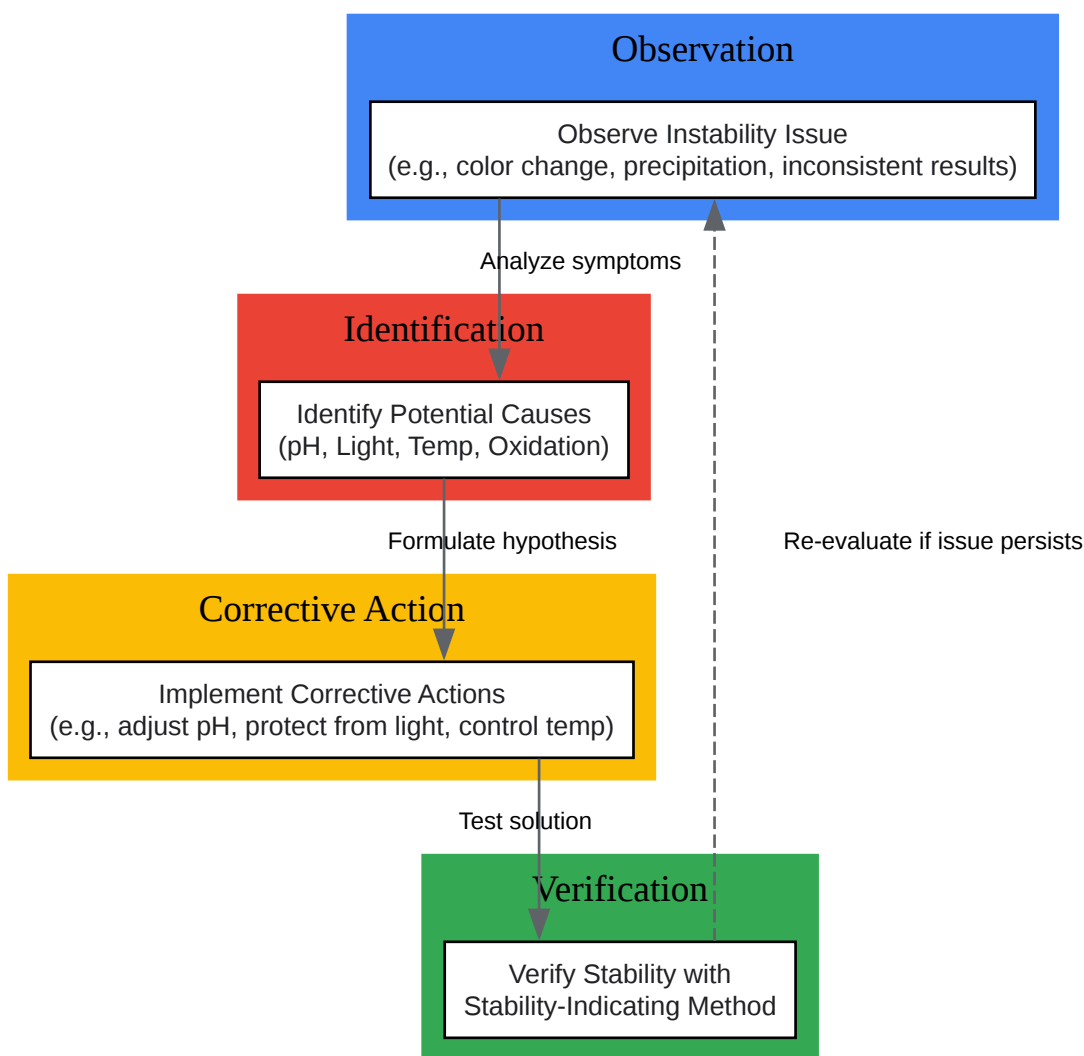 Observation
Observe Instability Issue
(e.g., color change, precipitation, inconsistent results)
Analyze symptoms
Identification
Identify Potential Causes
(pH, Light, Temp, Oxidation)
Formulate hypothesis
Re-evaluate if issue persists
Corrective Action
Implement Corrective Actions
(e.g., adjust pH, protect from light, control temp)
Test solution
Verification
Verify Stability with
Stability-Indicating Method